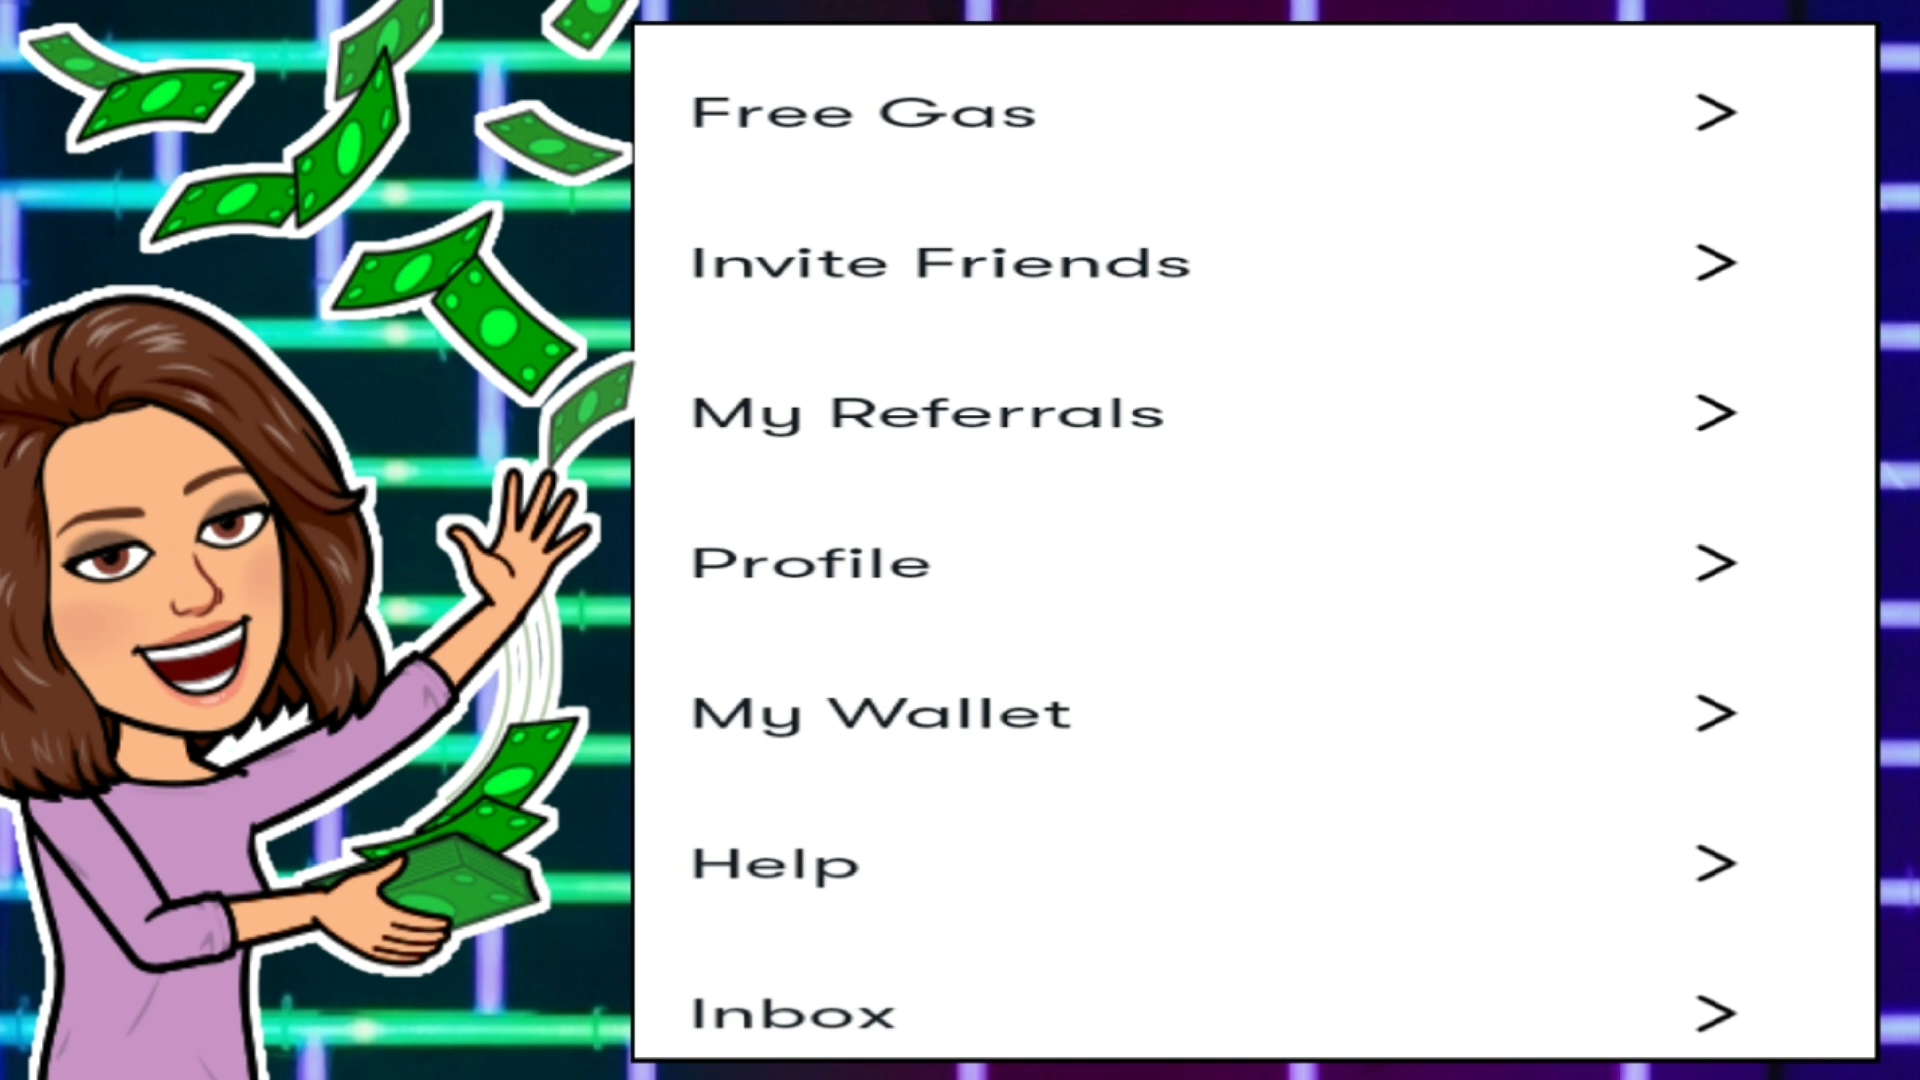 Free Gas
Invite Friends
My Referrals
Profile
My Wallet
Help
Inbox